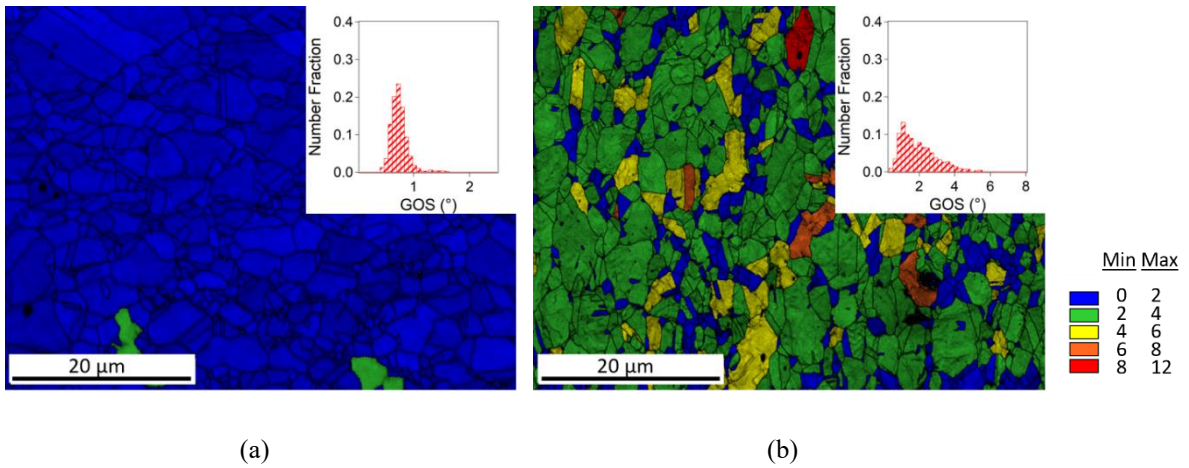 0.4
0.3
0.2
0.1
0.0
Number Fraction
1 2
GOS (°)
20 µm
(a)
0.4
0.3
0.2
0.1
0.0
Number Fraction
2 4 6 8
GOS (°)
20 µm
(b)
Min Max
0 2
2 4
4 6
6 8
8 12